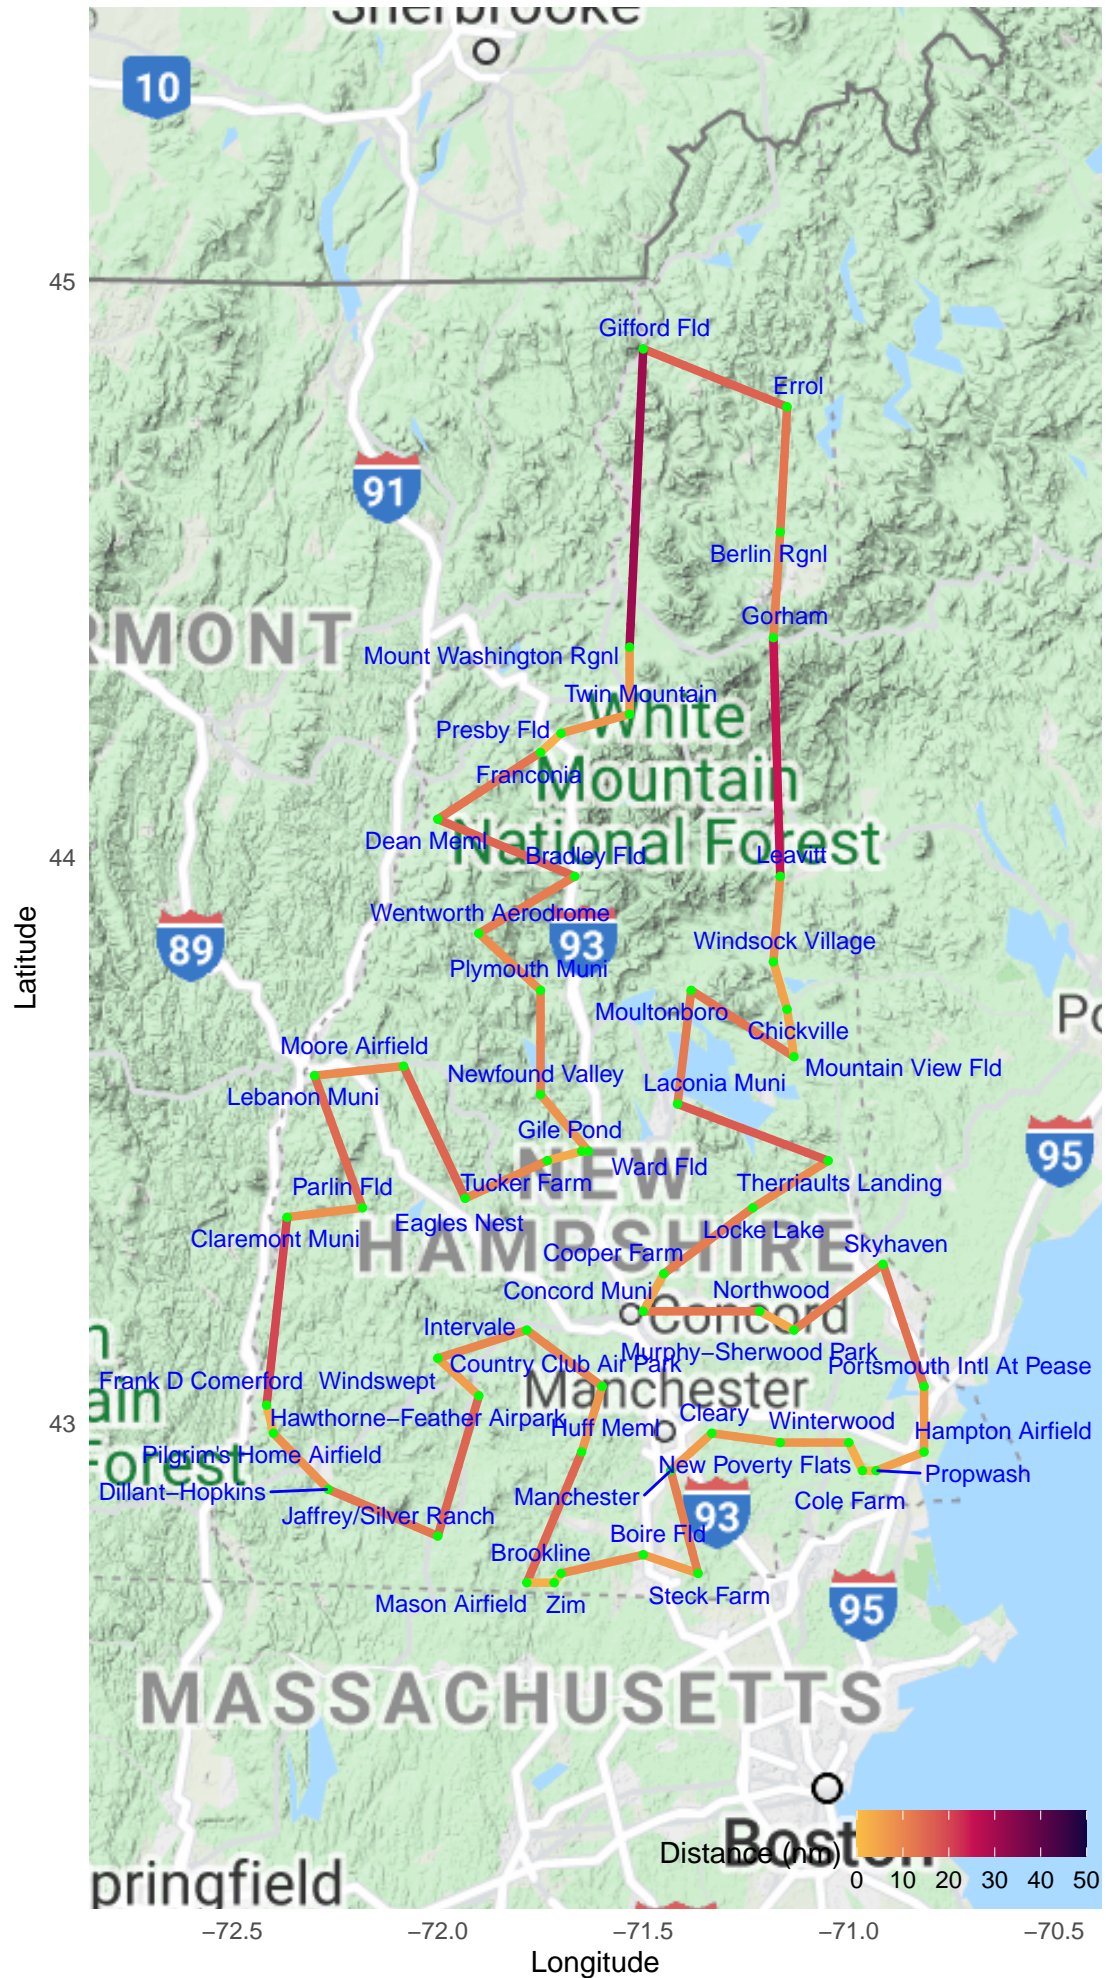 Sherbrooke
10
45
Gifford Fld
Errol
91
Berlin Rgnl
Gorham
RMONT
Mount Washington Rgnl
Twin Mountain
White
Presby Fld
Mountain
Franconia
National Forest
Dean Meml
Bradley Fld
Leavitt
44
Wentworth Aerodrome
89
93
Windsock Village
Plymouth Muni
Moultonboro
Chickville
Po
Moore Airfield
Mountain View Fld
Newfound Valley
Laconia Muni
Lebanon Muni
Gile Pond
95
NEW
Ward Fld
Parlin Fld
Tucker Farm
Therriaults Landing
Eagles Nest
Locke Lake
Claremont Muni
HAMPSHIRE
Cooper Farm
Skyhaven
Concord Muni
Northwood
Concord
Intervale
Murphy−Sherwood Park
Country Club Air Park
Portsmouth Intl At Pease
Frank D Comerford
Windswept
Manchester
Hawthorne−Feather Airpark
43
n
ain
Forest
Huff Meml
Cleary
Winterwood
Hampton Airfield
Pilgrim's Home Airfield
New Poverty Flats
Propwash
Dillant−Hopkins
Manchester
Cole Farm
Jaffrey/Silver Ranch
93
Boire Fld
Brookline
Steck Farm
Mason Airfield
Zim
95
MASSACHUSETTS
Boston
Distance (nm)
0 10 20 30 40 50
pringfield
−72.5 −72.0 −71.5 −71.0 −70.5
Longitude
Latitude